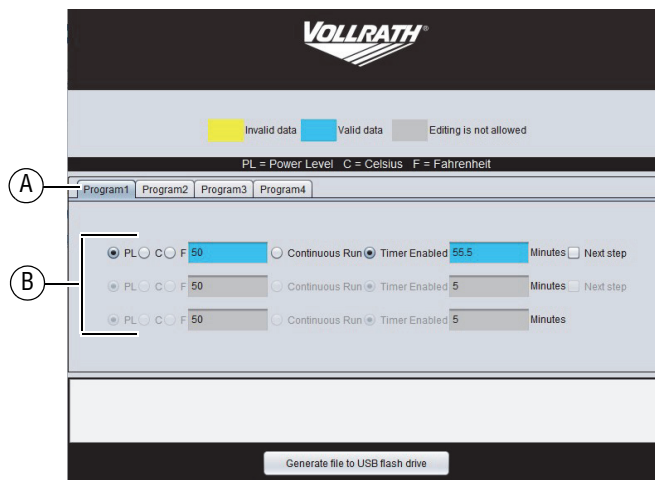 VOLLRATH®
Invalid data Valid data Editing is not allowed
PL = Power Level C = Celsius F = Fahrenheit
A
Program1 Program2 Program3 Program4
PL C F 50 Continuous Run Timer Enabled 55.5 Minutes Next step
B
PL C F 50 Continuous Run Timer Enabled 5 Minutes Next step
PL C F 50 Continuous Run Timer Enabled 5 Minutes
Generate file to USB flash drive